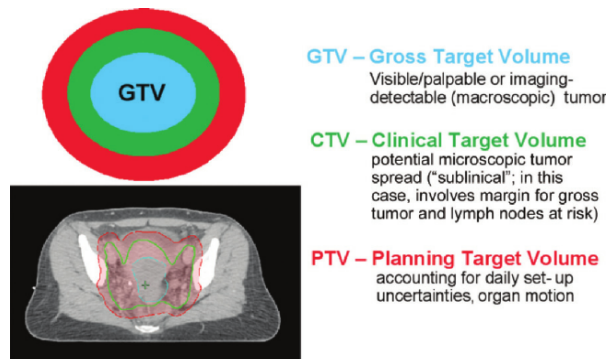 GTV
GTV – Gross Target Volume
Visible/palpable or imaging-
detectable (macroscopic) tumor
CTV – Clinical Target Volume
potential microscopic tumor
spread (“sublinical”; in this
case, involves margin for gross
tumor and lymph nodes at risk)
PTV – Planning Target Volume
accounting for daily set-up
uncertainties, organ motion